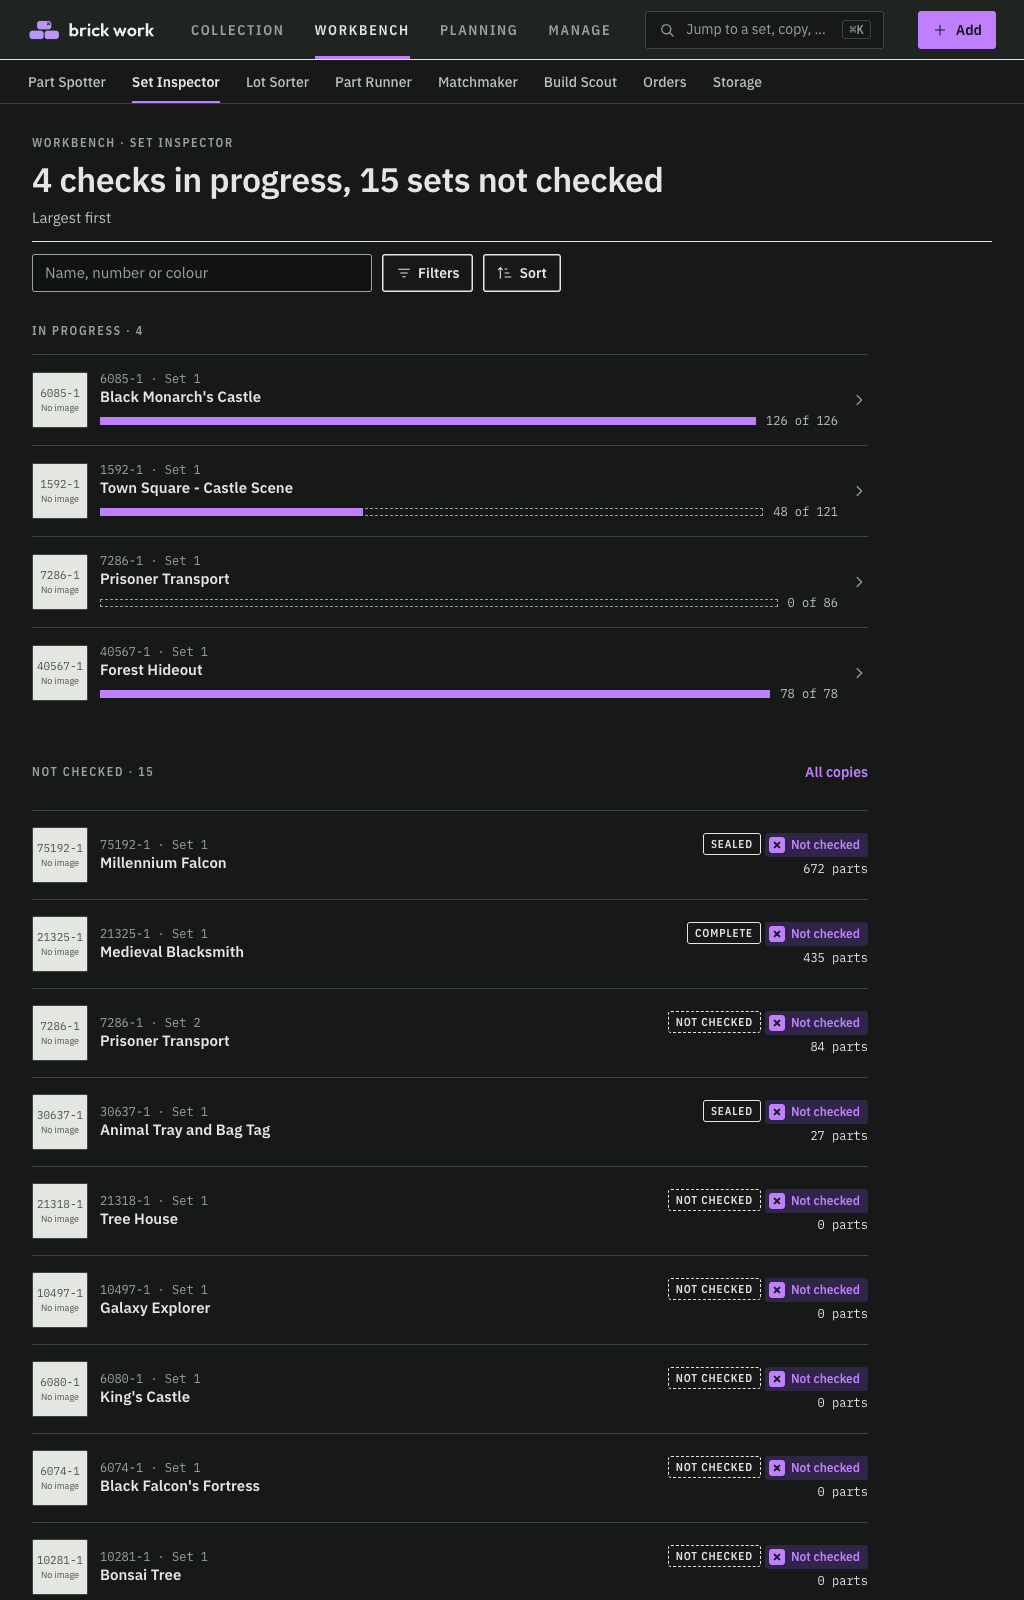 brick work
COLLECTION
WORKBENCH
PLANNING
MANAGE
Jump to a set, copy, ...
⌘K
+ Add
Part Spotter
Set Inspector
Lot Sorter
Part Runner
Matchmaker
Build Scout
Orders
Storage
WORKBENCH · SET INSPECTOR
4 checks in progress, 15 sets not checked
Largest first
Name, number or colour
Filters
Sort
IN PROGRESS · 4
6085-1
No image
6085-1 · Set 1
Black Monarch's Castle
126 of 126
1592-1
No image
1592-1 · Set 1
Town Square - Castle Scene
48 of 121
7286-1
No image
7286-1 · Set 1
Prisoner Transport
0 of 86
40567-1
No image
40567-1 · Set 1
Forest Hideout
78 of 78
NOT CHECKED · 15
All copies
75192-1
No image
75192-1 · Set 1
Millennium Falcon
SEALED
Not checked
672 parts
21325-1
No image
21325-1 · Set 1
Medieval Blacksmith
COMPLETE
Not checked
435 parts
7286-1
No image
7286-1 · Set 2
Prisoner Transport
NOT CHECKED
Not checked
84 parts
30637-1
No image
30637-1 · Set 1
Animal Tray and Bag Tag
SEALED
Not checked
27 parts
21318-1
No image
21318-1 · Set 1
Tree House
NOT CHECKED
Not checked
0 parts
10497-1
No image
10497-1 · Set 1
Galaxy Explorer
NOT CHECKED
Not checked
0 parts
6080-1
No image
6080-1 · Set 1
King's Castle
NOT CHECKED
Not checked
0 parts
6074-1
No image
6074-1 · Set 1
Black Falcon's Fortress
NOT CHECKED
Not checked
0 parts
10281-1
No image
10281-1 · Set 1
Bonsai Tree
NOT CHECKED
Not checked
0 parts